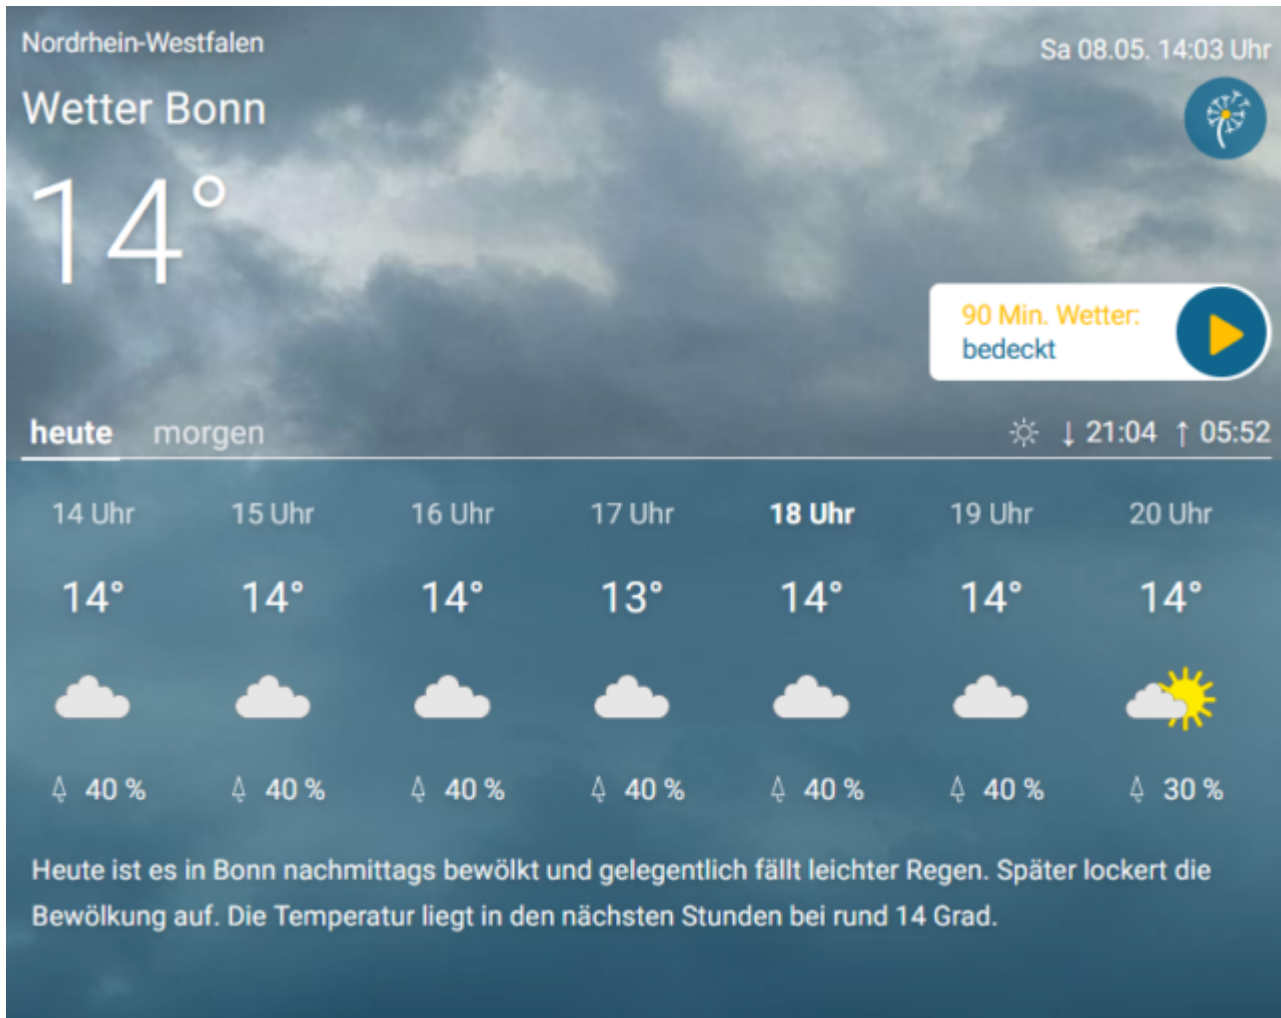 Nordrhein-Westfalen
Sa 08.05. 14:03 Uhr
Wetter Bonn
14°
90 Min. Wetter:
bedeckt
heute morgen ↓ 21:04 ↑ 05:52
14 Uhr 15 Uhr 16 Uhr 17 Uhr 18 Uhr 19 Uhr 20 Uhr
14° 14° 14° 13° 14° 14° 14°
40 % 40 % 40 % 40 % 40 % 40 % 30 %
Heute ist es in Bonn nachmittags bewölkt und gelegentlich fällt leichter Regen. Später lockert die
Bewölkung auf. Die Temperatur liegt in den nächsten Stunden bei rund 14 Grad.